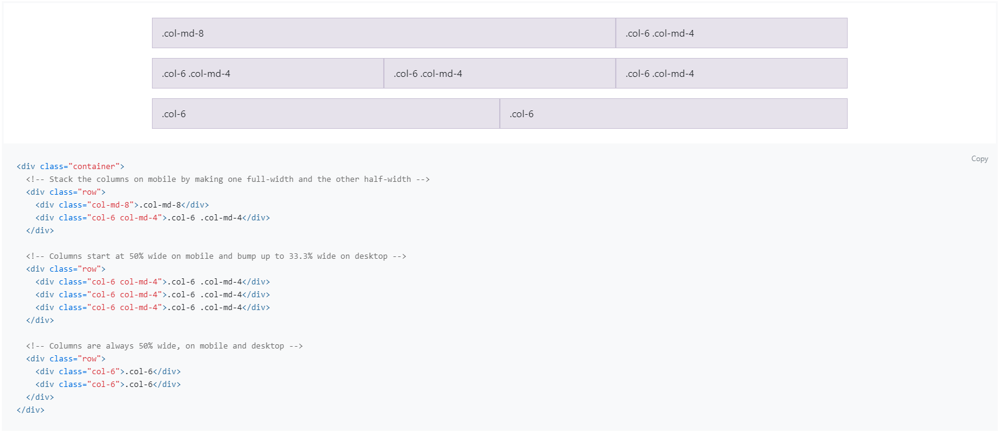 .col-md-8 .col-6 .col-md-4
.col-6 .col-md-4 .col-6 .col-md-4 .col-6 .col-md-4
.col-6 .col-6
Copy
<div class="container">
  <!-- Stack the columns on mobile by making one full-width and the other half-width -->
  <div class="row">
    <div class="col-md-8">.col-md-8</div>
    <div class="col-6 col-md-4">.col-6 .col-md-4</div>
  </div>

  <!-- Columns start at 50% wide on mobile and bump up to 33.3% wide on desktop -->
  <div class="row">
    <div class="col-6 col-md-4">.col-6 .col-md-4</div>
    <div class="col-6 col-md-4">.col-6 .col-md-4</div>
    <div class="col-6 col-md-4">.col-6 .col-md-4</div>
  </div>

  <!-- Columns are always 50% wide, on mobile and desktop -->
  <div class="row">
    <div class="col-6">.col-6</div>
    <div class="col-6">.col-6</div>
  </div>
</div>